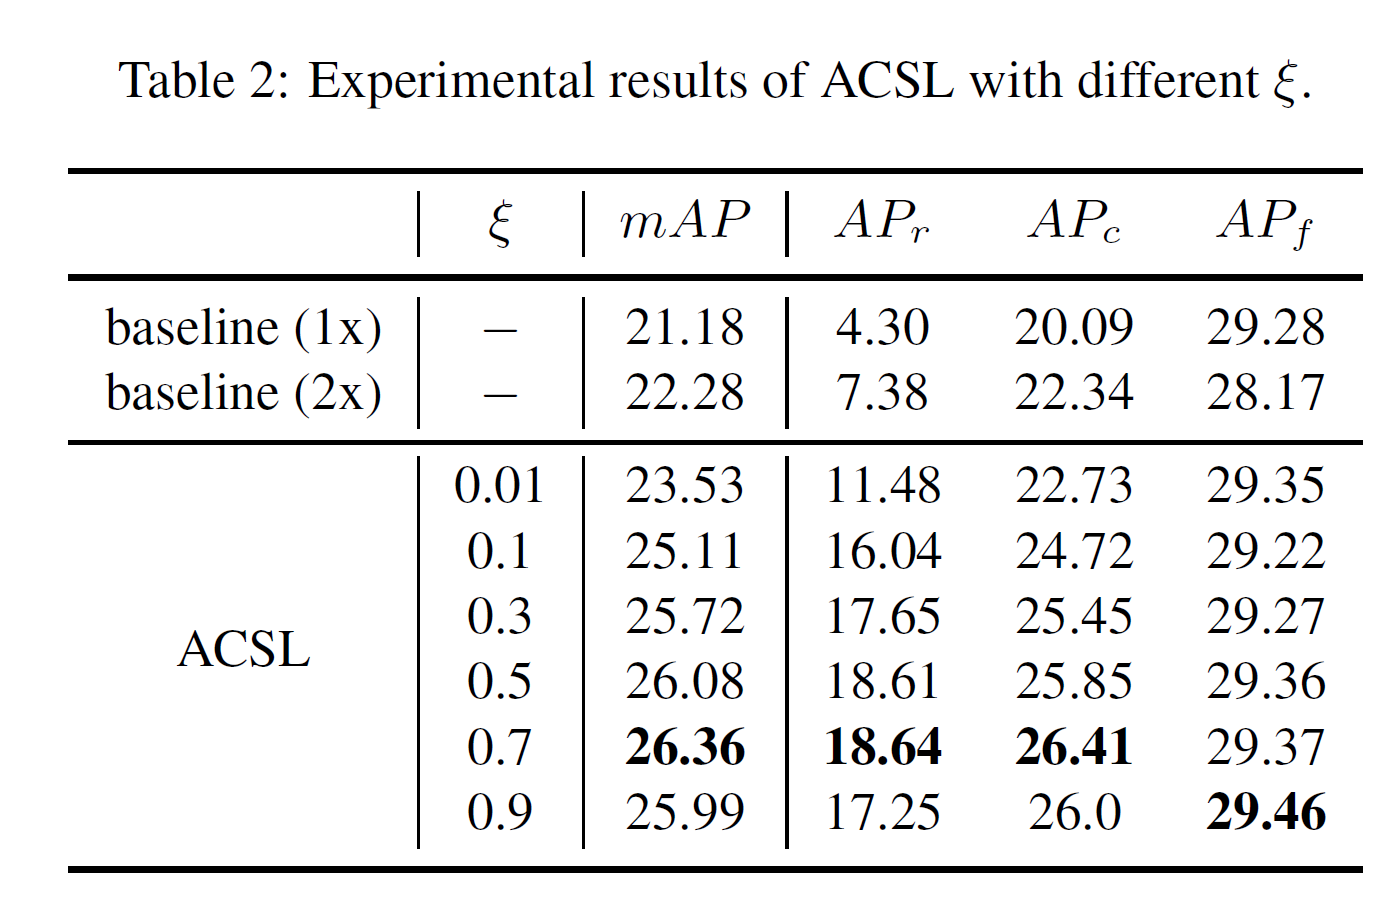 Table 2: Experimental results of ACSL with different ξ.
ξ mAP AP_r AP_c AP_f
baseline (1x) – 21.18 4.30 20.09 29.28
baseline (2x) – 22.28 7.38 22.34 28.17
0.01 23.53 11.48 22.73 29.35
0.1 25.11 16.04 24.72 29.22
0.3 25.72 17.65 25.45 29.27
ACSL
0.5 26.08 18.61 25.85 29.36
0.7 26.36 18.64 26.41 29.37
0.9 25.99 17.25 26.0 29.46